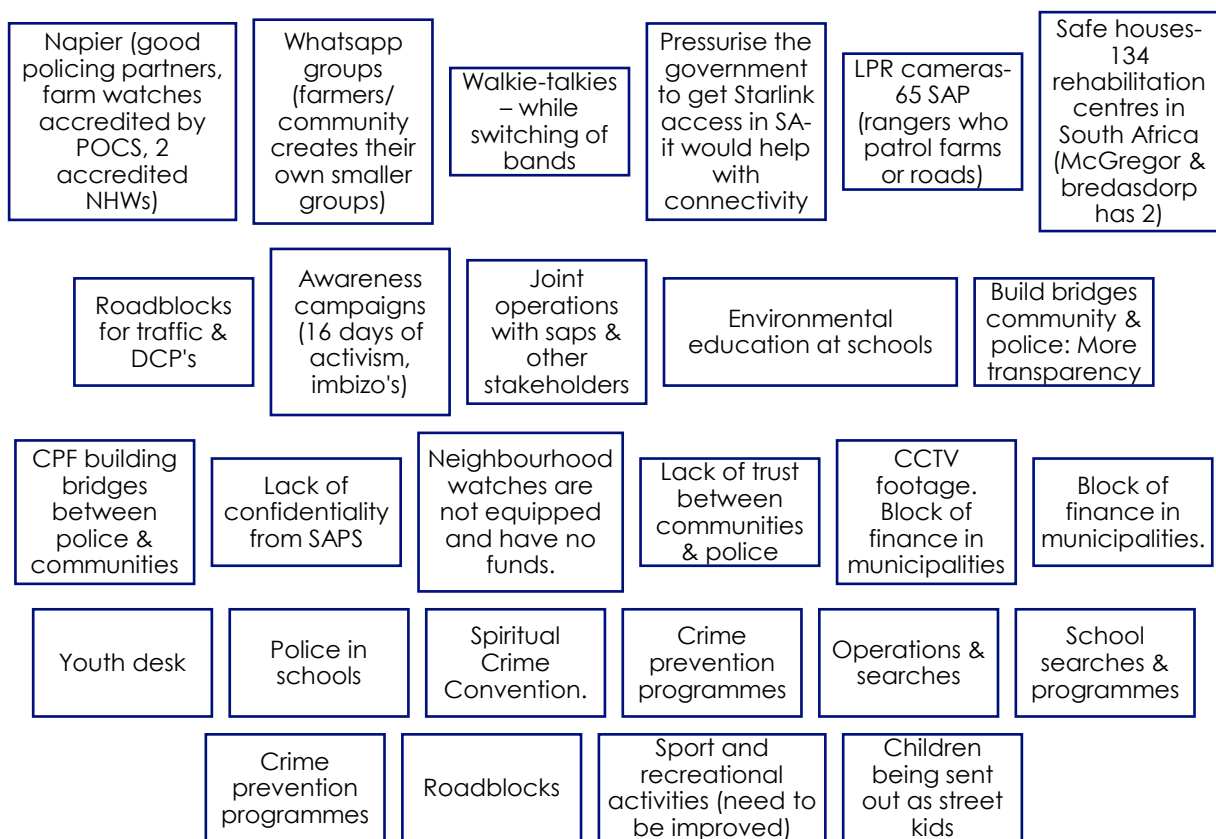 Napier (good
policing partners,
farm watches
accredited by
POCS, 2
accredited
NHWs)
Whatsapp
groups
(farmers/
community
creates their
own smaller
groups)
Walkie-talkies
– while
switching of
bands
Pressurise the
government
to get Starlink
access in SA-
it would help
with
connectivity
LPR cameras-
65 SAP
(rangers who
patrol farms
or roads)
Safe houses-
134
rehabilitation
centres in
South Africa
(McGregor &
bredasdorp
has 2)
Roadblocks
for traffic &
DCP's
Awareness
campaigns
(16 days of
activism,
imbizo's)
Joint
operations
with saps &
other
stakeholders
Environmental
education at schools
Build bridges
community &
police: More
transparency
CPF building
bridges
between
police &
communities
Lack of
confidentiality
from SAPS
Neighbourhood
watches are
not equipped
and have no
funds.
Lack of trust
between
communities
& police
CCTV
footage.
Block of
finance in
municipalities
Block of
finance in
municipalities.
Youth desk
Police in
schools
Spiritual
Crime
Convention.
Crime
prevention
programmes
Operations &
searches
School
searches &
programmes
Crime
prevention
programmes
Roadblocks
Sport and
recreational
activities (need to
be improved)
Children
being sent
out as street
kids